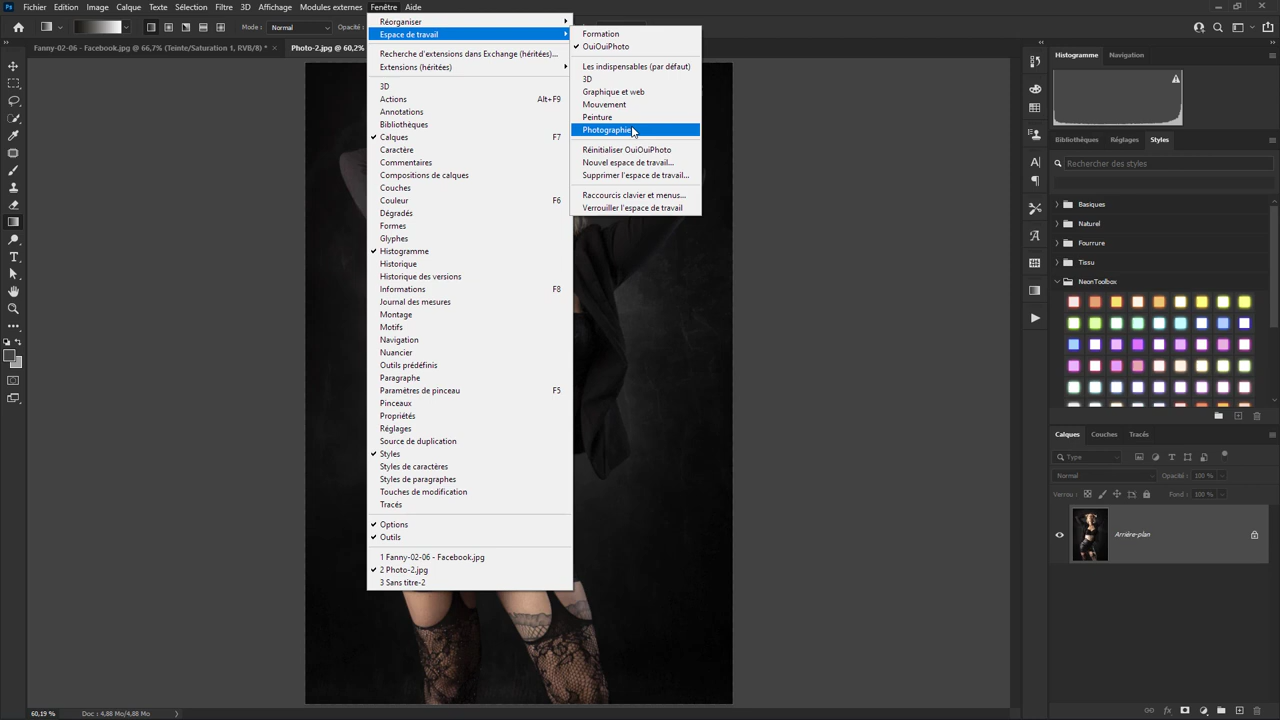 Ps Fichier Edition Image Calque Texte Sélection Filtre 3D Affichage Modules externes Fenêtre Aide
Image Mode : Normal Opacité :
Fanny-02-06 - Facebook.jpg @ 66,7% (Teinte/Saturation 1, RVB/8) * ×
Photo-2.jpg @ 60,2%
Réorganiser
Espace de travail
Recherche d'extensions dans Exchange (héritées)...
Extensions (héritées)
3D
Actions Alt+F9
Annotations
Bibliothèques
Calques F7
Caractère
Commentaires
Compositions de calques
Couches
Couleur F6
Dégradés
Formes
Glyphes
Histogramme
Historique
Historique des versions
Informations F8
Journal des mesures
Montage
Motifs
Navigation
Nuancier
Outils prédéfinis
Paragraphe
Paramètres de pinceau F5
Pinceaux
Propriétés
Réglages
Source de duplication
Styles
Styles de caractères
Styles de paragraphes
Touches de modification
Tracés
Options
Outils
1 Fanny-02-06 - Facebook.jpg
2 Photo-2.jpg
3 Sans titre-2
Formation
OuiOuiPhoto
Les indispensables (par défaut)
3D
Graphique et web
Mouvement
Peinture
Photographie
Réinitialiser OuiOuiPhoto
Nouvel espace de travail...
Supprimer l'espace de travail...
Raccourcis clavier et menus...
Verrouiller l'espace de travail
Histogramme Navigation
Bibliothèques Réglages Styles
Rechercher des styles
Basiques
Naturel
Fourrure
Tissu
NeonToolbox
Calques Couches Tracés
Type
Normal Opacité : 100 %
Verrou : Fond : 100 %
Arrière-plan
60,19 % Doc : 4,88 Mo/4,88 Mo